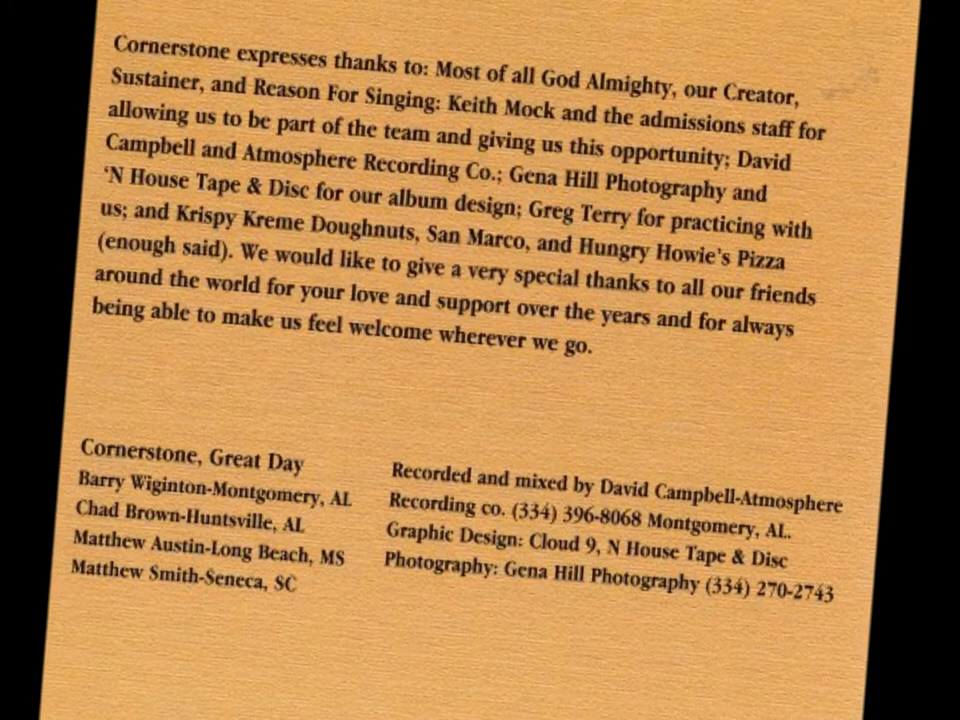 Cornerstone expresses thanks to: Most of all God Almighty, our Creator,
Sustainer, and Reason For Singing: Keith Mock and the admissions staff for
allowing us to be part of the team and giving us this opportunity; David
Campbell and Atmosphere Recording Co.; Gena Hill Photography and
‘N House Tape & Disc for our album design; Greg Terry for practicing with
us; and Krispy Kreme Doughnuts, San Marco, and Hungry Howie's Pizza
(enough said). We would like to give a very special thanks to all our friends
around the world for your love and support over the years and for always
being able to make us feel welcome wherever we go.
Cornerstone, Great Day
Barry Wiginton-Montgomery, AL
Chad Brown-Huntsville, AL
Matthew Austin-Long Beach, MS
Matthew Smith-Seneca, SC
Recorded and mixed by David Campbell-Atmosphere
Recording co. (334) 396-8068 Montgomery, AL.
Graphic Design: Cloud 9, N House Tape & Disc
Photography: Gena Hill Photography (334) 270-2743